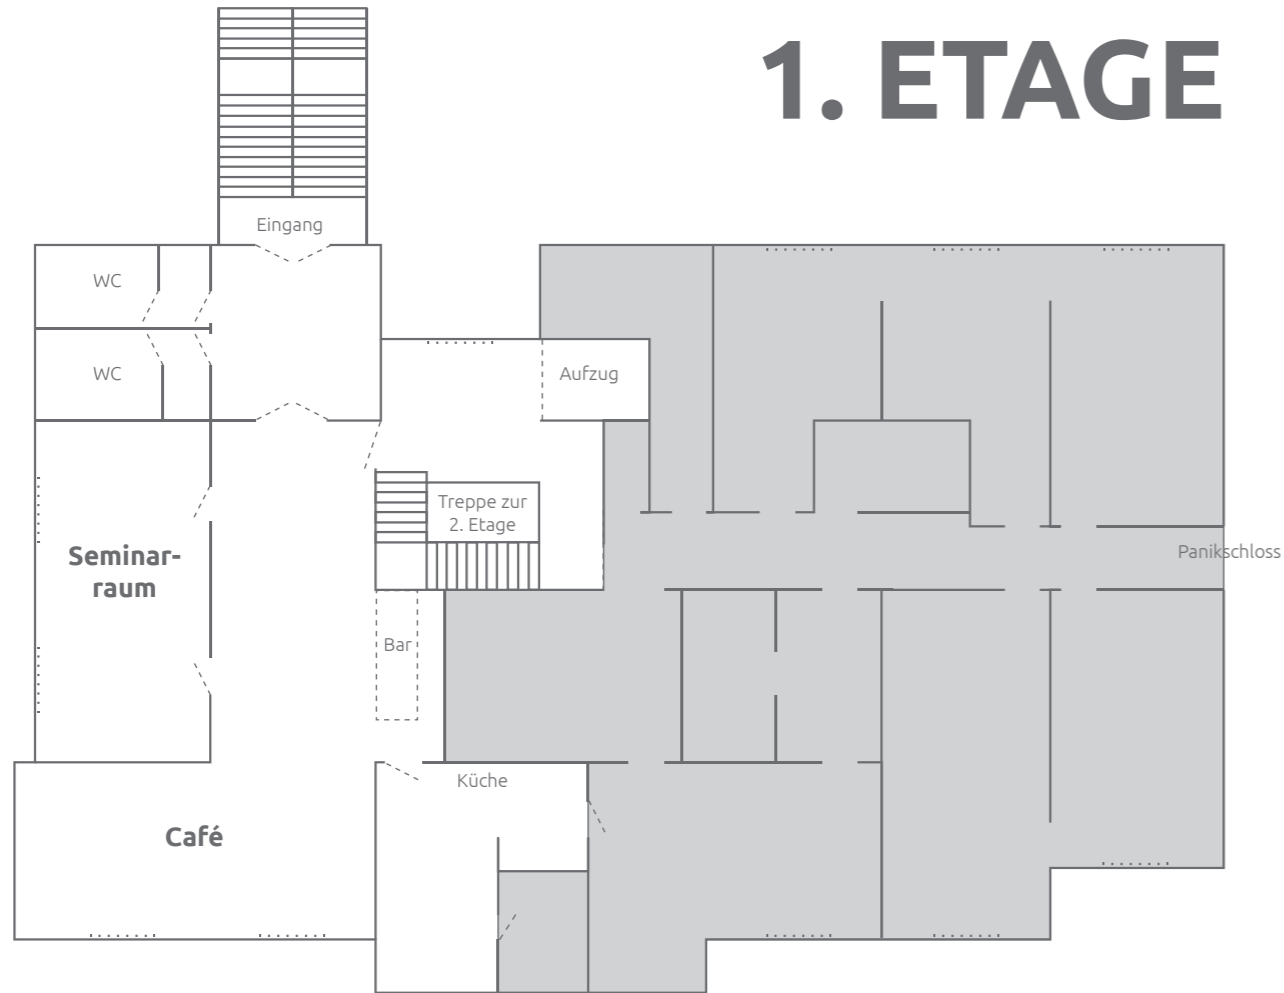 1. ETAGE
Eingang
WC
WC
Aufzug
Treppe zur
2. Etage
Seminar-
raum
Panikschloss
Bar
Küche
Café